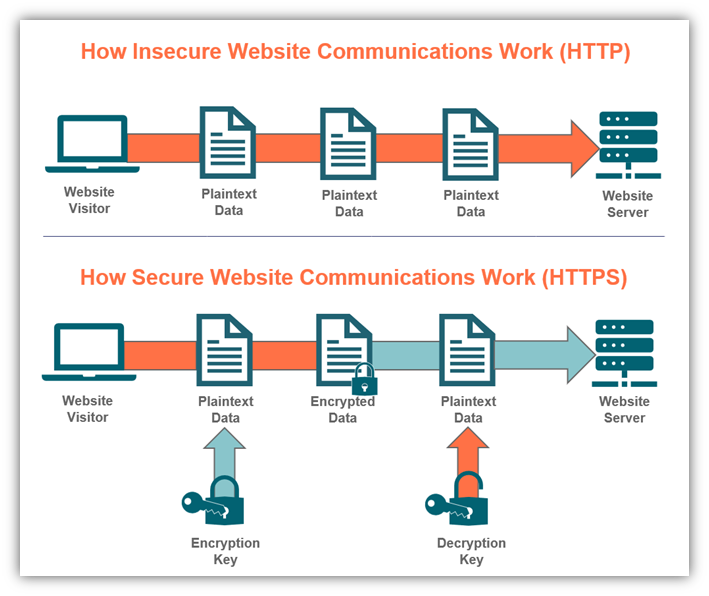 How Insecure Website Communications Work (HTTP)
Website
Visitor
Plaintext
Data
Plaintext
Data
Plaintext
Data
Website
Server
How Secure Website Communications Work (HTTPS)
Website
Visitor
Plaintext
Data
Encrypted
Data
Plaintext
Data
Website
Server
Encryption
Key
Decryption
Key